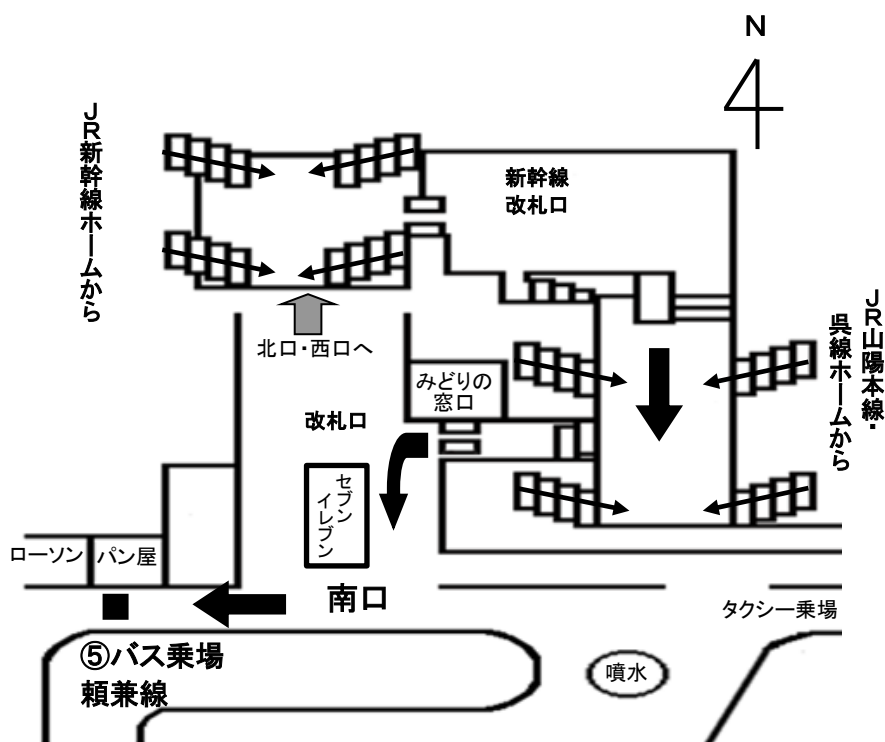 N
JR新幹線ホームから
新幹線
改札口
JR山陽本線・
呉線ホームから
北口・西口へ
みどりの
窓口
改札口
セブン
イレブン
ローソン
パン屋
南口
タクシー乗場
⑤バス乗場
頼兼線
噴水